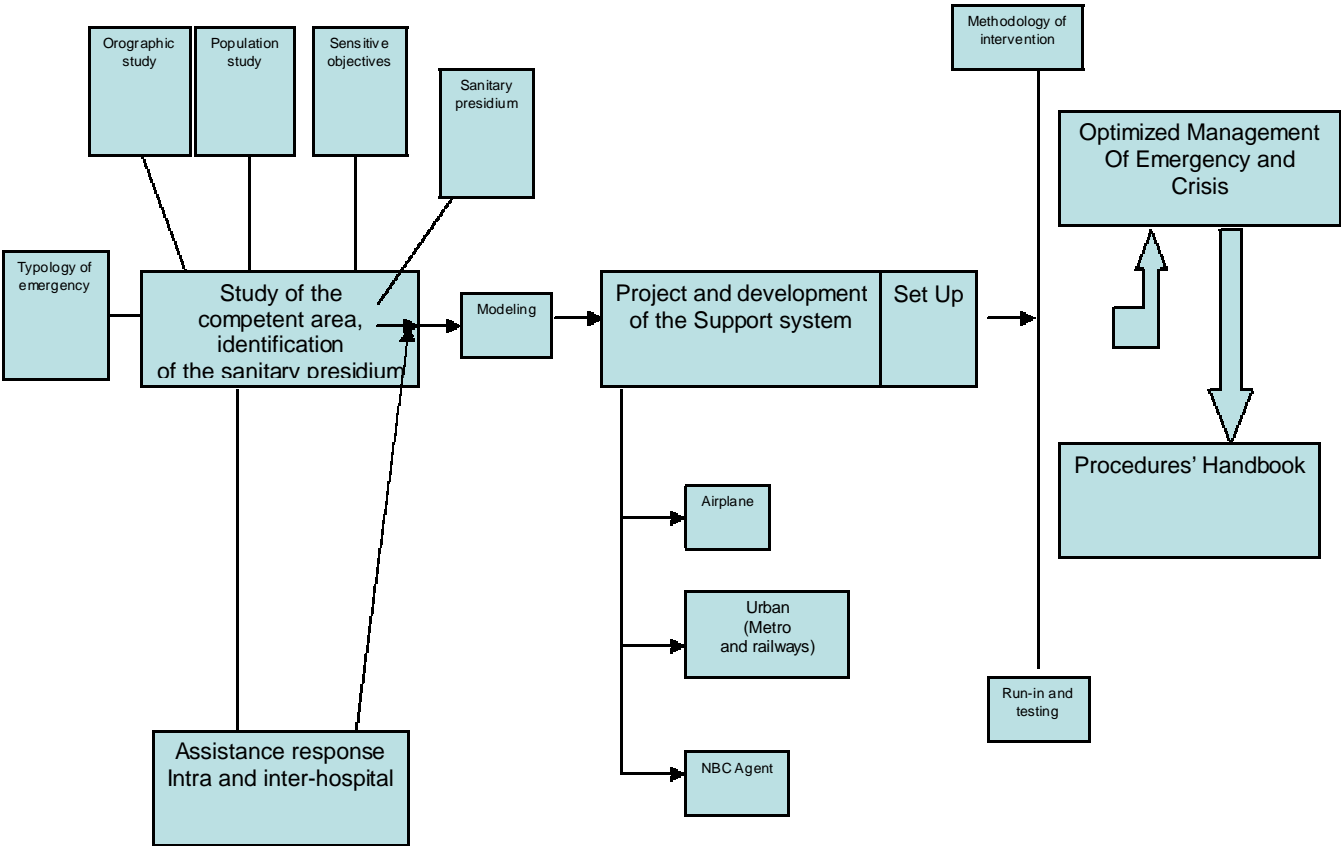 Orographic
study
Population
study
Sensitive
objectives
Sanitary
presidium
Methodology of
intervention
Optimized Management
Of Emergency and
Crisis
Typology of
emergency
Study of the
competent area,
identification
of the sanitary presidium
Modeling
Project and development
of the Support system
Set Up
Procedures’ Handbook
Airplane
Urban
(Metro
and railways)
Run-in and
testing
Assistance response
Intra and inter-hospital
NBC Agent